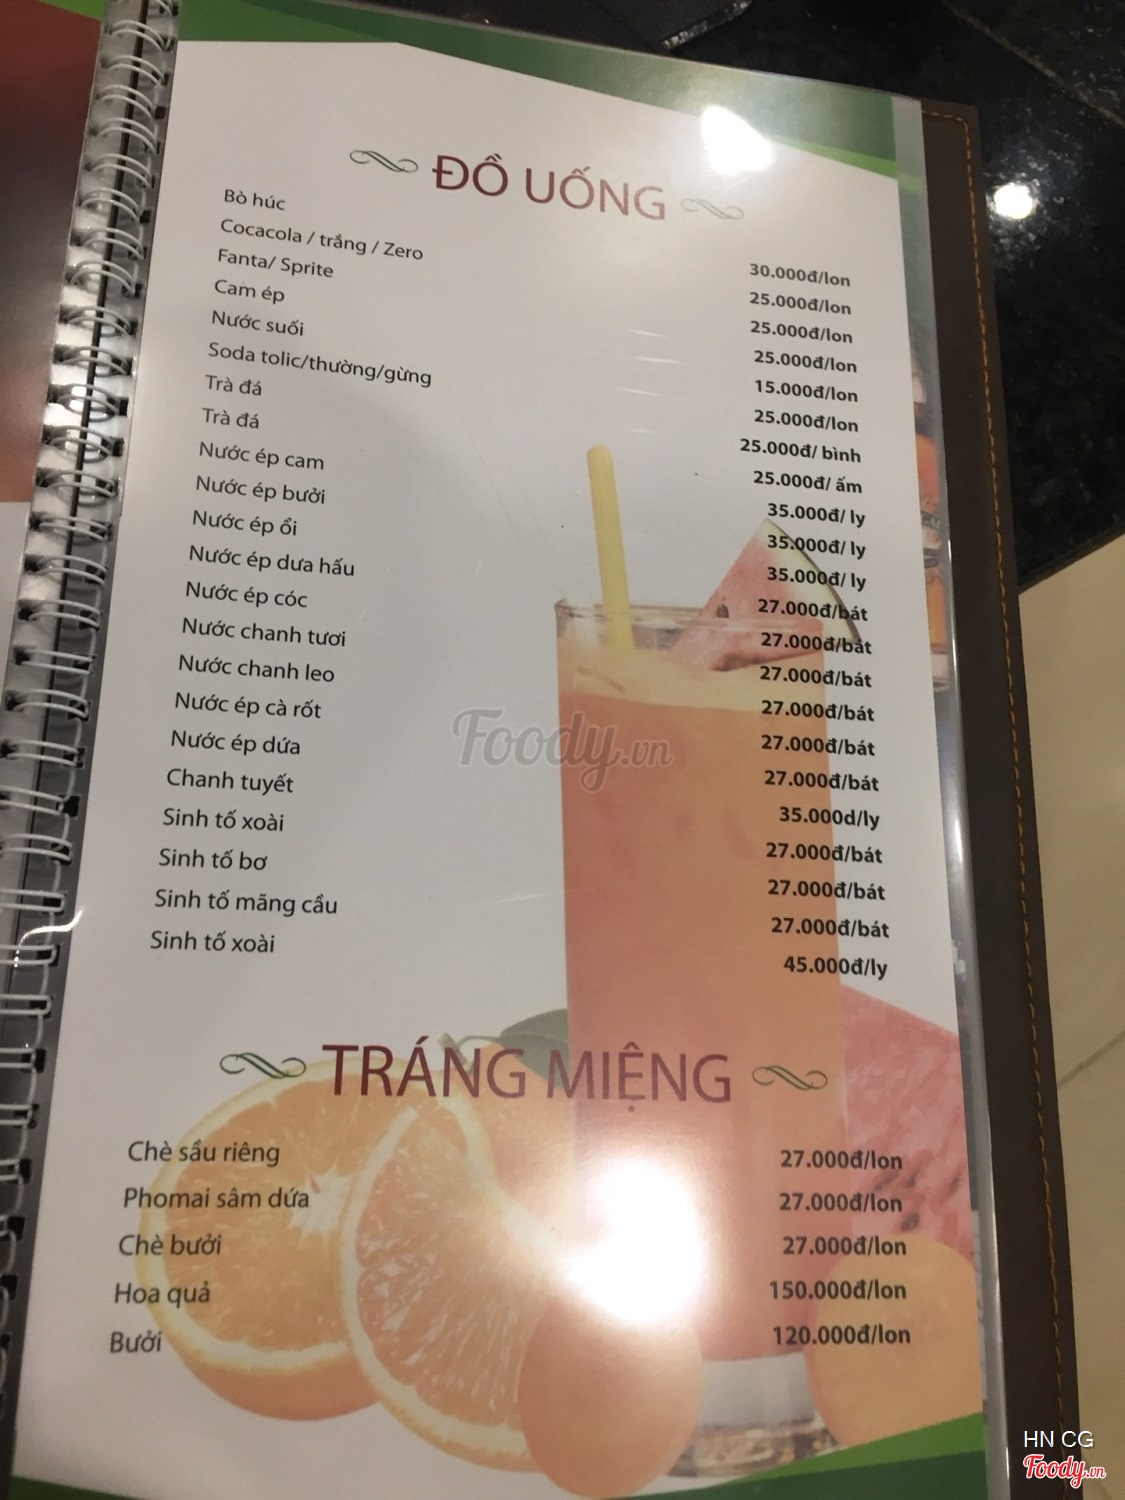 ĐỒ UỐNG
Bò húc 30.000đ/lon
Cocacola / trắng / Zero 25.000đ/lon
Fanta/ Sprite 25.000đ/lon
Cam ép 25.000đ/lon
Nước suối 15.000đ/lon
Soda tolic/thường/gừng 25.000đ/lon
Trà đá 25.000đ/ bình
Trà đá 25.000đ/ ấm
Nước ép cam 35.000đ/ ly
Nước ép bưởi 35.000đ/ ly
Nước ép ổi 35.000đ/ ly
Nước ép dưa hấu 27.000đ/bát
Nước ép cóc 27.000đ/bát
Nước chanh tươi 27.000đ/bát
Nước chanh leo 27.000đ/bát
Nước ép cà rốt 27.000đ/bát
Nước ép dứa 27.000đ/bát
Chanh tuyết 35.000d/ly
Sinh tố xoài 27.000đ/bát
Sinh tố bơ 27.000đ/bát
Sinh tố mãng cầu 27.000đ/bát
Sinh tố xoài 45.000đ/ly
Foody.vn
TRÁNG MIỆNG
Chè sầu riêng 27.000đ/lon
Phomai sâm dứa 27.000đ/lon
Chè bưởi 27.000đ/lon
Hoa quả 150.000đ/lon
Bưởi 120.000đ/lon
HN CG
Foody.vn